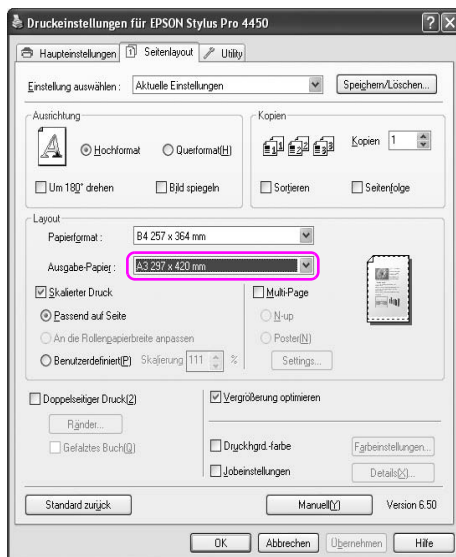 Druckeinstellungen für EPSON Stylus Pro 4450
Haupteinstellungen Seitenlayout Utility
Einstellung auswählen : Aktuelle Einstellungen Speichern/Löschen...
Ausrichtung
A Hochformat Querformat(H)
Um 180° drehen Bild spiegeln
Kopien
Kopien 1
Sortieren Seitenfolge
Layout
Papierformat : B4 257 x 364 mm
Ausgabe-Papier : A3 297 x 420 mm
Skalierter Druck
Passend auf Seite
An die Rollenpapierbreite anpassen
Benutzerdefiniert(P) Skalierung 111 %
Multi-Page
N-up
Poster(N)
Settings...
Doppelseitiger Druck(2)
Ränder...
Gefalztes Buch(Q)
Vergrößerung optimieren
Druckhgrd.-farbe Farbeinstellungen...
Jobeinstellungen Details(X)...
Standard zurück Manuell(Y) Version 6.50
OK Abbrechen Übernehmen Hilfe